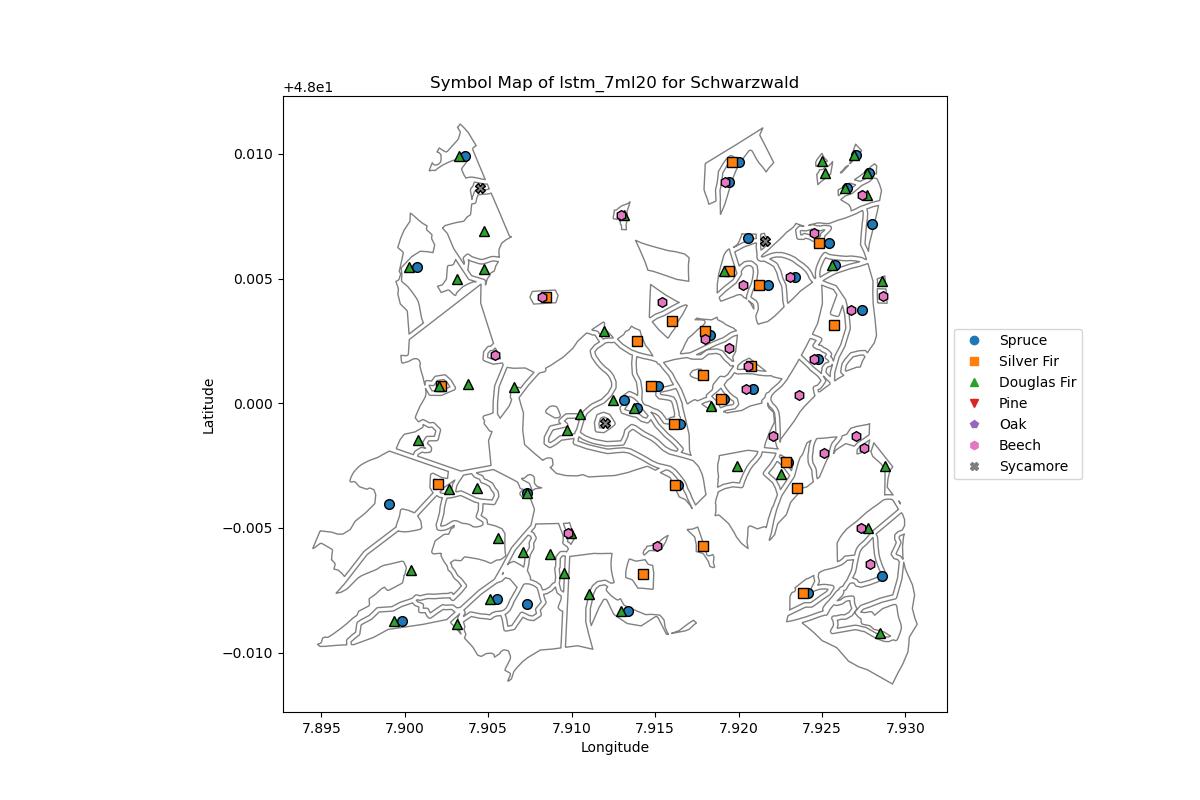 Symbol Map of lstm_7ml20 for Schwarzwald
+4.8e1
0.010
0.005
0.000
−0.005
−0.010
Latitude
7.895 7.900 7.905 7.910 7.915 7.920 7.925 7.930
Longitude
Spruce
Silver Fir
Douglas Fir
Pine
Oak
Beech
Sycamore